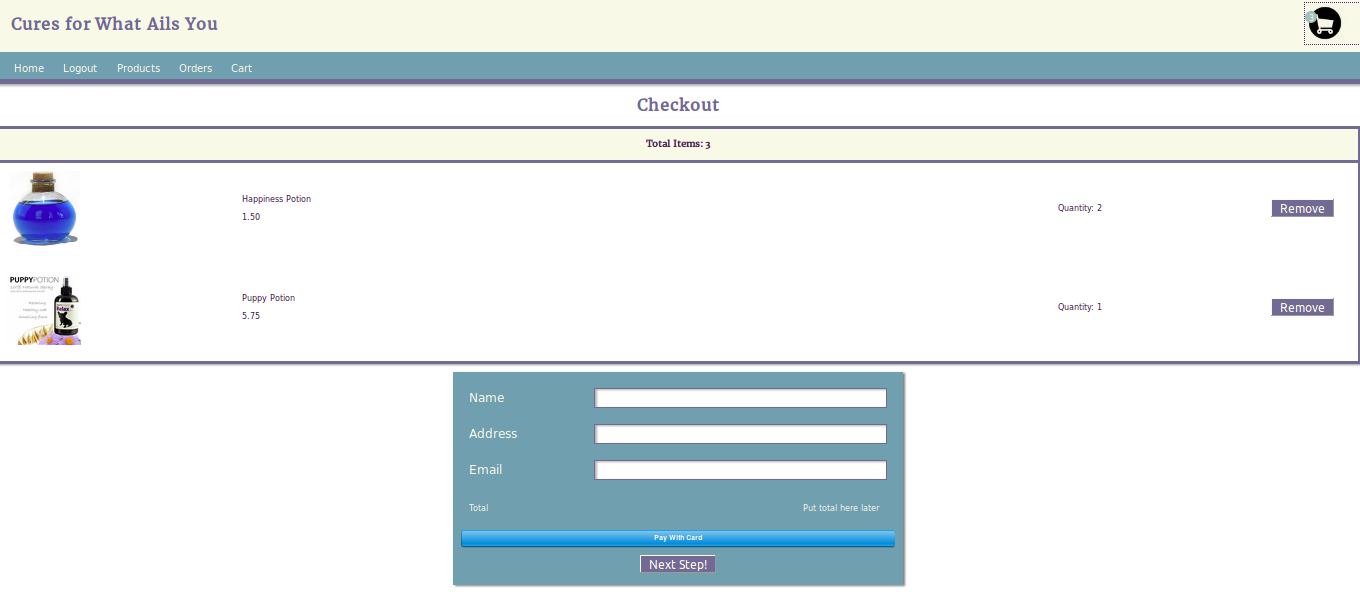 Cures for What Ails You
3
Home Logout Products Orders Cart
Checkout
Total Items: 3
Happiness Potion
1.50
Quantity: 2
Remove
PUPPYPOTION
Relax
Puppy Potion
5.75
Quantity: 1
Remove
Name
Address
Email
Total Put total here later
Pay With Card
Next Step!